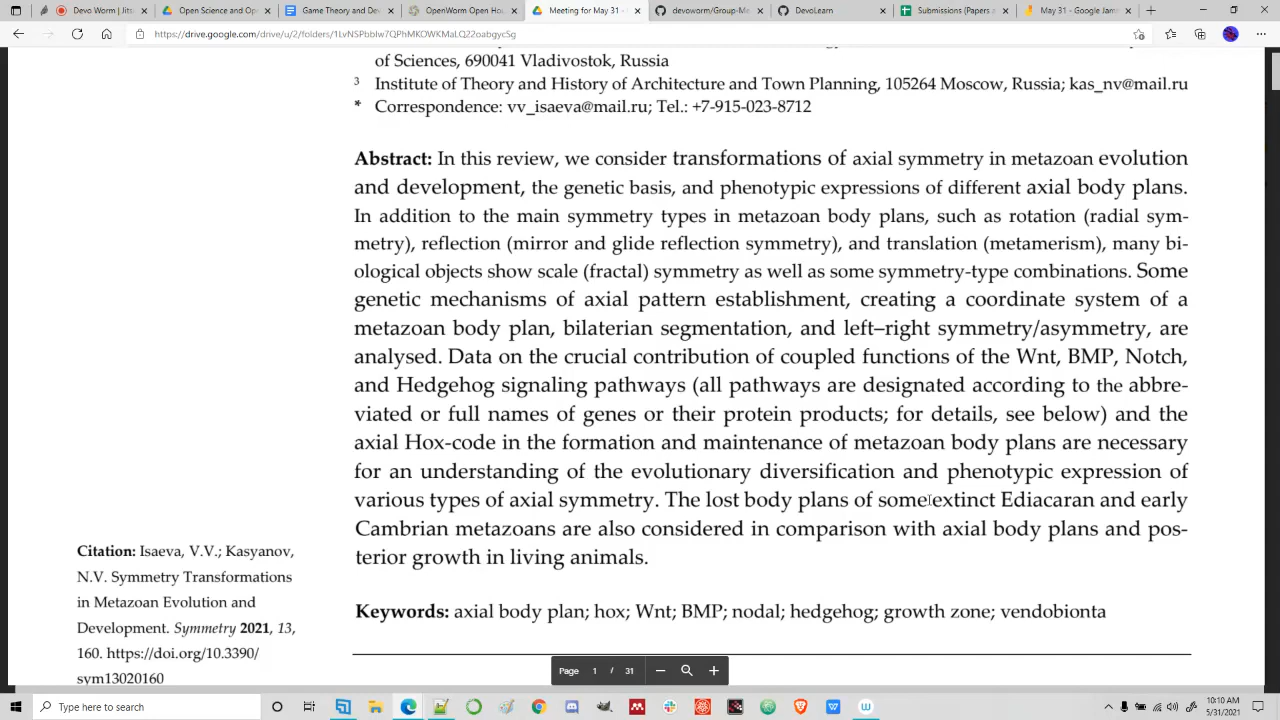 Devo
Abstract or Sess
Option
Game Theory and Dev
living Animals for May 31
DevoWormML-Group
DevoWorm/Devo
Submissions Papers -
May 31- Google
https://drive.google.com/drive/u/2/folders/
of Sciences, 690041 Vladivostok, Russia
3 Institute of Theory and History of Architecture and Town Planning, 105264 Moscow, Russia; kas_nv@mail.ru
* Correspondence: vv_isaeva@mail.ru; Tel.: +7-915-023-8712
Abstract: In this review, we consider transformations of axial symmetry in metazoan evolution
and development, the genetic basis, and phenotypic expressions of different axial body plans.
In addition to the main symmetry types in metazoan body plans, such as rotation (radial sym-
metry), reflection (mirror and glide reflection symmetry), and translation (metamerism), many bi-
ological objects show scale (fractal) symmetry as well as some symmetry-type combinations. Some
genetic mechanisms of axial pattern establishment, creating a coordinate system of a
metazoan body plan, bilaterian segmentation, and left–right symmetry/asymmetry, are
analysed. Data on the crucial contribution of coupled functions of the Wnt, BMP, Notch,
and Hedgehog signaling pathways (all pathways are designated according to the abbre-
viated or full names of genes or their protein products; for details, see below) and the
axial Hox-code in the formation and maintenance of metazoan body plans are necessary
for an understanding of the evolutionary diversification and phenotypic expression of
various types of axial symmetry. The lost body plans of some extinct Ediacaran and early
Cambrian metazoans are also considered in comparison with axial body plans and pos-
terior growth in living animals.
Citation: Isaeva, V.V.; Kasyanov,
N.V. Symmetry Transformations
in Metazoan Evolution and
Development. Symmetry 2021, 13,
160. https://doi.org/10.3390/
sym13020160
Keywords: axial body plan; hox; Wnt; BMP; nodal; hedgehog; growth zone; vendobionta
Page 1 / 31
Type here to search
10:10 AM
5/31/2021